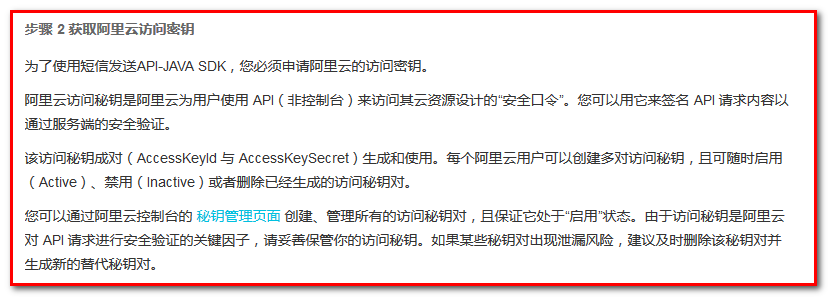 步骤 2 获取阿里云访问密钥
为了使用短信发送API-JAVA SDK，您必须申请阿里云的访问密钥。
阿里云访问秘钥是阿里云为用户使用 API（非控制台）来访问其云资源设计的“安全口令”。您可以用它来签名 API 请求内容以
通过服务端的安全验证。
该访问秘钥成对（AccessKeyId 与 AccessKeySecret）生成和使用。每个阿里云用户可以创建多对访问秘钥，且可随时启用
（Active）、禁用（Inactive）或者删除已经生成的访问秘钥对。
您可以通过阿里云控制台的 秘钥管理页面 创建、管理所有的访问秘钥对，且保证它处于“启用”状态。由于访问秘钥是阿里云
对 API 请求进行安全验证的关键因子，请妥善保管你的访问秘钥。如果某些秘钥对出现泄漏风险，建议及时删除该秘钥对并
生成新的替代秘钥对。